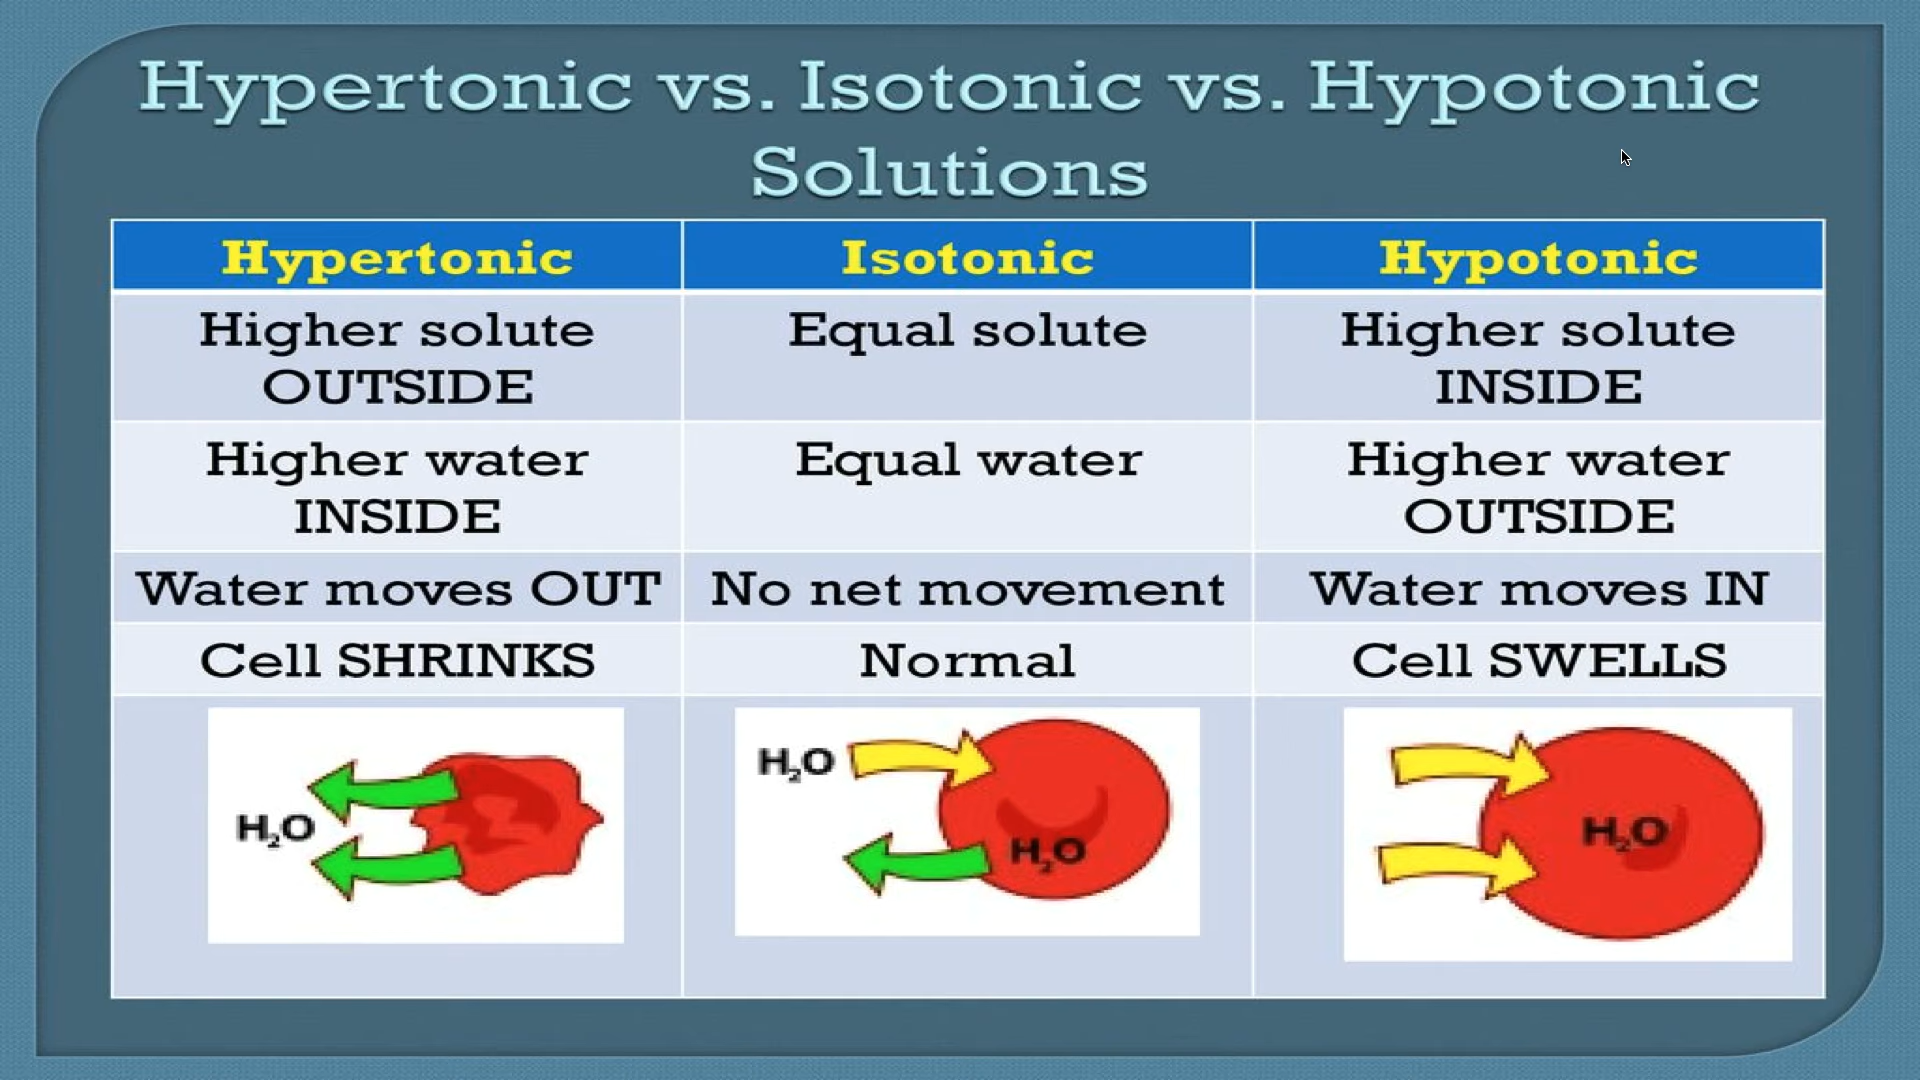 Hypertonic vs. Isotonic vs. Hypotonic
Solutions
Hypertonic
Isotonic
Hypotonic
Higher solute
OUTSIDE
Equal solute
Higher solute
INSIDE
Higher water
INSIDE
Equal water
Higher water
OUTSIDE
Water moves OUT
No net movement
Water moves IN
Cell SHRINKS
Normal
Cell SWELLS
H₂O
H₂O
H₂O
H₂O